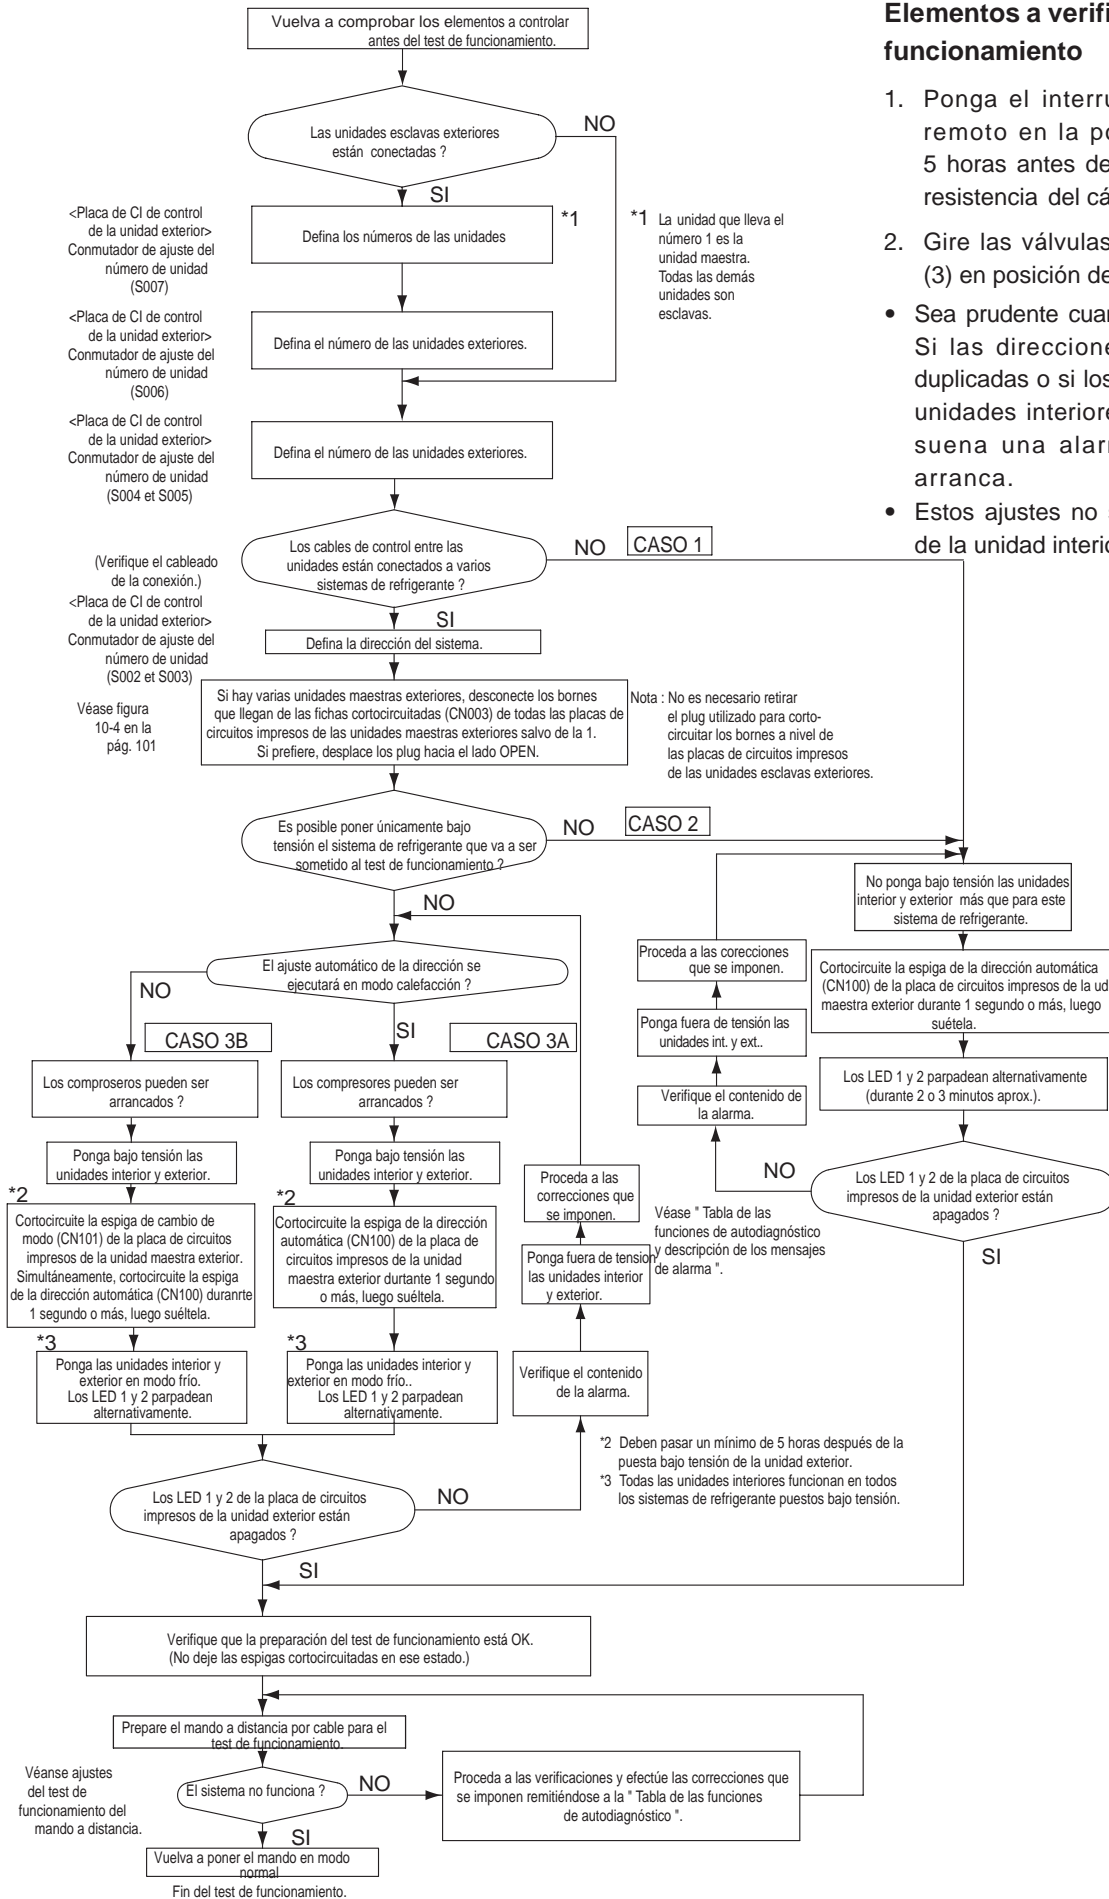 Vuelva a comprobar los elementos a controlar
antes del test de funcionamiento.
Las unidades esclavas exteriores
están conectadas ?
NO
SI
<Placa de CI de control
de la unidad exterior>
Conmutador de ajuste del
número de unidad
(S007)
Defina los números de las unidades
*1
*1 La unidad que lleva el
número 1 es la
unidad maestra.
Todas las demás
unidades son
esclavas.
<Placa de CI de control
de la unidad exterior>
Conmutador de ajuste del
número de unidad
(S006)
Defina el número de las unidades exteriores.
<Placa de CI de control
de la unidad exterior>
Conmutador de ajuste del
número de unidad
(S004 et S005)
Defina el número de las unidades exteriores.
Los cables de control entre las
unidades están conectados a varios
sistemas de refrigerante ?
NO
CASO 1
SI
(Verifique el cableado
de la conexión.)
<Placa de CI de control
de la unidad exterior>
Conmutador de ajuste del
número de unidad
(S002 et S003)
Defina la dirección del sistema.
Véase figura
10-4 en la
pág. 101
Si hay varias unidades maestras exteriores, desconecte los bornes
que llegan de las fichas cortocircuitadas (CN003) de todas las placas de
circuitos impresos de las unidades maestras exteriores salvo de la 1.
Si prefiere, desplace los plug hacia el lado OPEN.
Nota : No es necesario retirar
el plug utilizado para corto-
circuitar los bornes a nivel de
las placas de circuitos impresos
de las unidades esclavas exteriores.
Es posible poner únicamente bajo
tensión el sistema de refrigerante que va a ser
sometido al test de funcionamiento ?
NO
CASO 2
NO
El ajuste automático de la dirección se
ejecutará en modo calefacción ?
NO
CASO 3B
SI
CASO 3A
Los comproseros pueden ser
arrancados ?
Los compresores pueden ser
arrancados ?
Ponga bajo tensión las
unidades interior y exterior.
Ponga bajo tensión las
unidades interior y exterior.
*2
Cortocircuite la espiga de cambio de
modo (CN101) de la placa de circuitos
impresos de la unidad maestra exterior.
Simultáneamente, cortocircuite la espiga
de la dirección automática (CN100) duranrte
1 segundo o más, luego suéltela.
*2
Cortocircuite la espiga de la dirección
automática (CN100) de la placa de
circuitos impresos de la unidad
maestra exterior durtante 1 segundo
o más, luego suéltela.
*3
Ponga las unidades interior y
exterior en modo frío.
Los LED 1 y 2 parpadean
alternativamente.
*3
Ponga las unidades interior y
exterior en modo frío..
Los LED 1 y 2 parpadean
alternativamente.
Proceda a las
correcciones que
se imponen.
Ponga fuera de tension
las unidades interior
y exterior.
Verifique el contenido
de la alarma.
Proceda a las corecciones
que se imponen.
Ponga fuera de tensión las
unidades int. y ext..
Verifique el contenido de
la alarma.
Véase " Tabla de las
funciones de autodiagnóstico
y descripción de los mensajes
de alarma ".
No ponga bajo tensión las unidades
interior y exterior más que para este
sistema de refrigerante.
Cortocircuite la espiga de la dirección automática
(CN100) de la placa de circuitos impresos de la ud
maestra exterior durante 1 segundo o más, luego
suétela.
Los LED 1 y 2 parpadean alternativamente
(durante 2 o 3 minutos aprox.).
NO
Los LED 1 y 2 de la placa de circuitos
impresos de la unidad exterior están
apagados ?
SI
*2 Deben pasar un mínimo de 5 horas después de la
puesta bajo tensión de la unidad exterior.
*3 Todas las unidades interiores funcionan en todos
los sistemas de refrigerante puestos bajo tensión.
Los LED 1 y 2 de la placa de circuitos
impresos de la unidad exterior están
apagados ?
NO
SI
Verifique que la preparación del test de funcionamiento está OK.
(No deje las espigas cortocircuitadas en ese estado.)
Prepare el mando a distancia por cable para el
test de funcionamiento.
Véanse ajustes
del test de
funcionamiento del
mando a distancia.
El sistema no funciona ?
NO
Proceda a las verificaciones y efectúe las correcciones que
se imponen remitiéndose a la " Tabla de las funciones
de autodiagnóstico ".
SI
Vuelva a poner el mando en modo
normal
Fin del test de funcionamiento.
Elementos a verifi
funcionamiento
1. Ponga el interru
remoto en la po
5 horas antes de
resistencia del cá
2. Gire las válvulas
(3) en posición de
• Sea prudente cuan
Si las direccione
duplicadas o si los
unidades interiore
suena una alarm
arranca.
• Estos ajustes no s
de la unidad interio